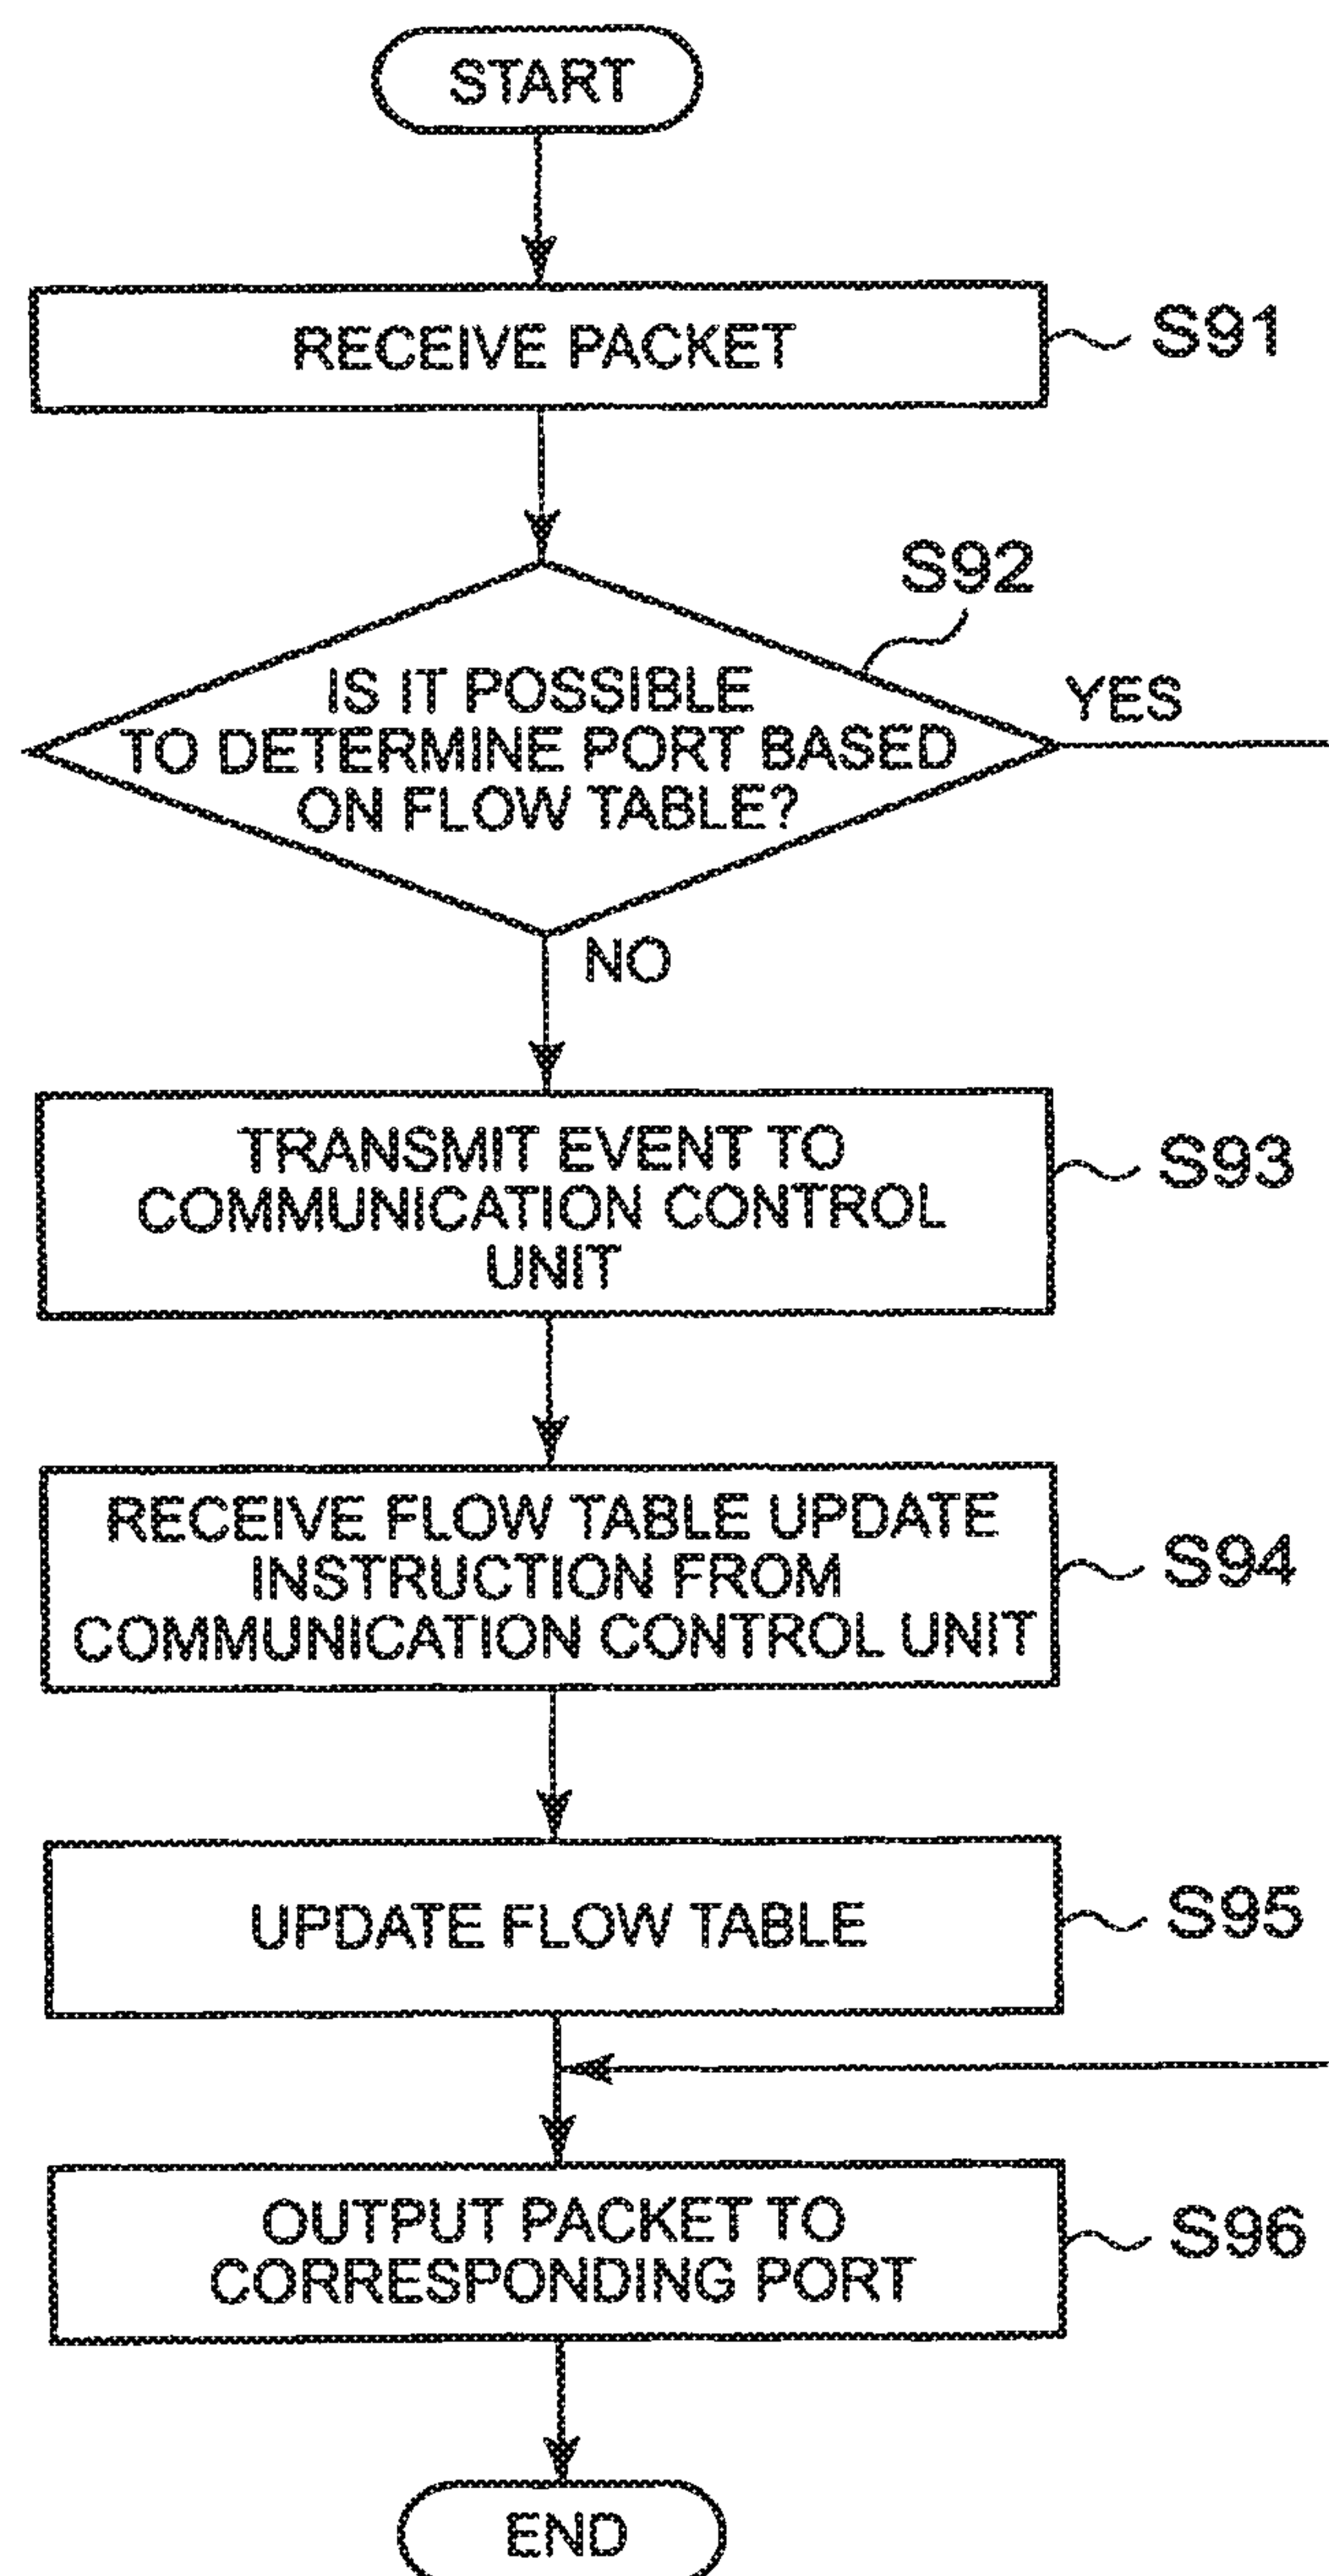 START
RECEIVE PACKET
S91
S92
IS IT POSSIBLE
TO DETERMINE PORT BASED
ON FLOW TABLE?
YES
NO
TRANSMIT EVENT TO
COMMUNICATION CONTROL
UNIT
S93
RECEIVE FLOW TABLE UPDATE
INSTRUCTION FROM
COMMUNICATION CONTROL UNIT
S94
UPDATE FLOW TABLE
S95
OUTPUT PACKET TO
CORRESPONDING PORT
S96
END